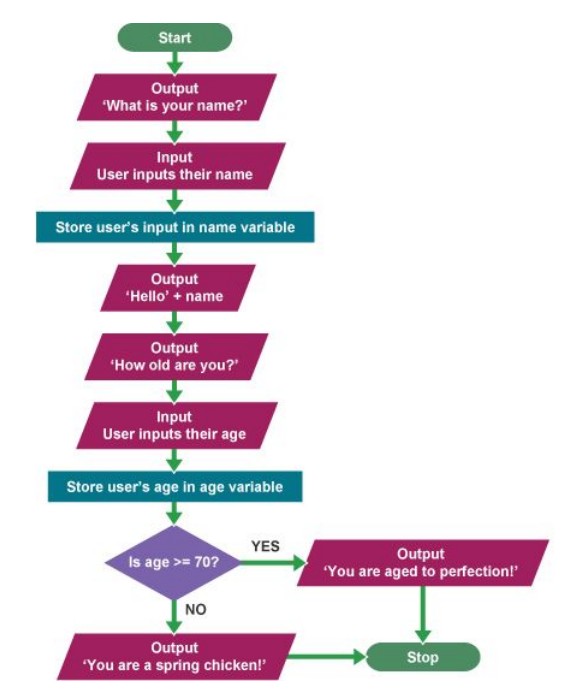 Start
Output
‘What is your name?’
Input
User inputs their name
Store user’s input in name variable
Output
‘Hello’ + name
Output
‘How old are you?’
Input
User inputs their age
Store user’s age in age variable
Is age >= 70?
YES
Output
‘You are aged to perfection!’
NO
Output
‘You are a spring chicken!’
Stop